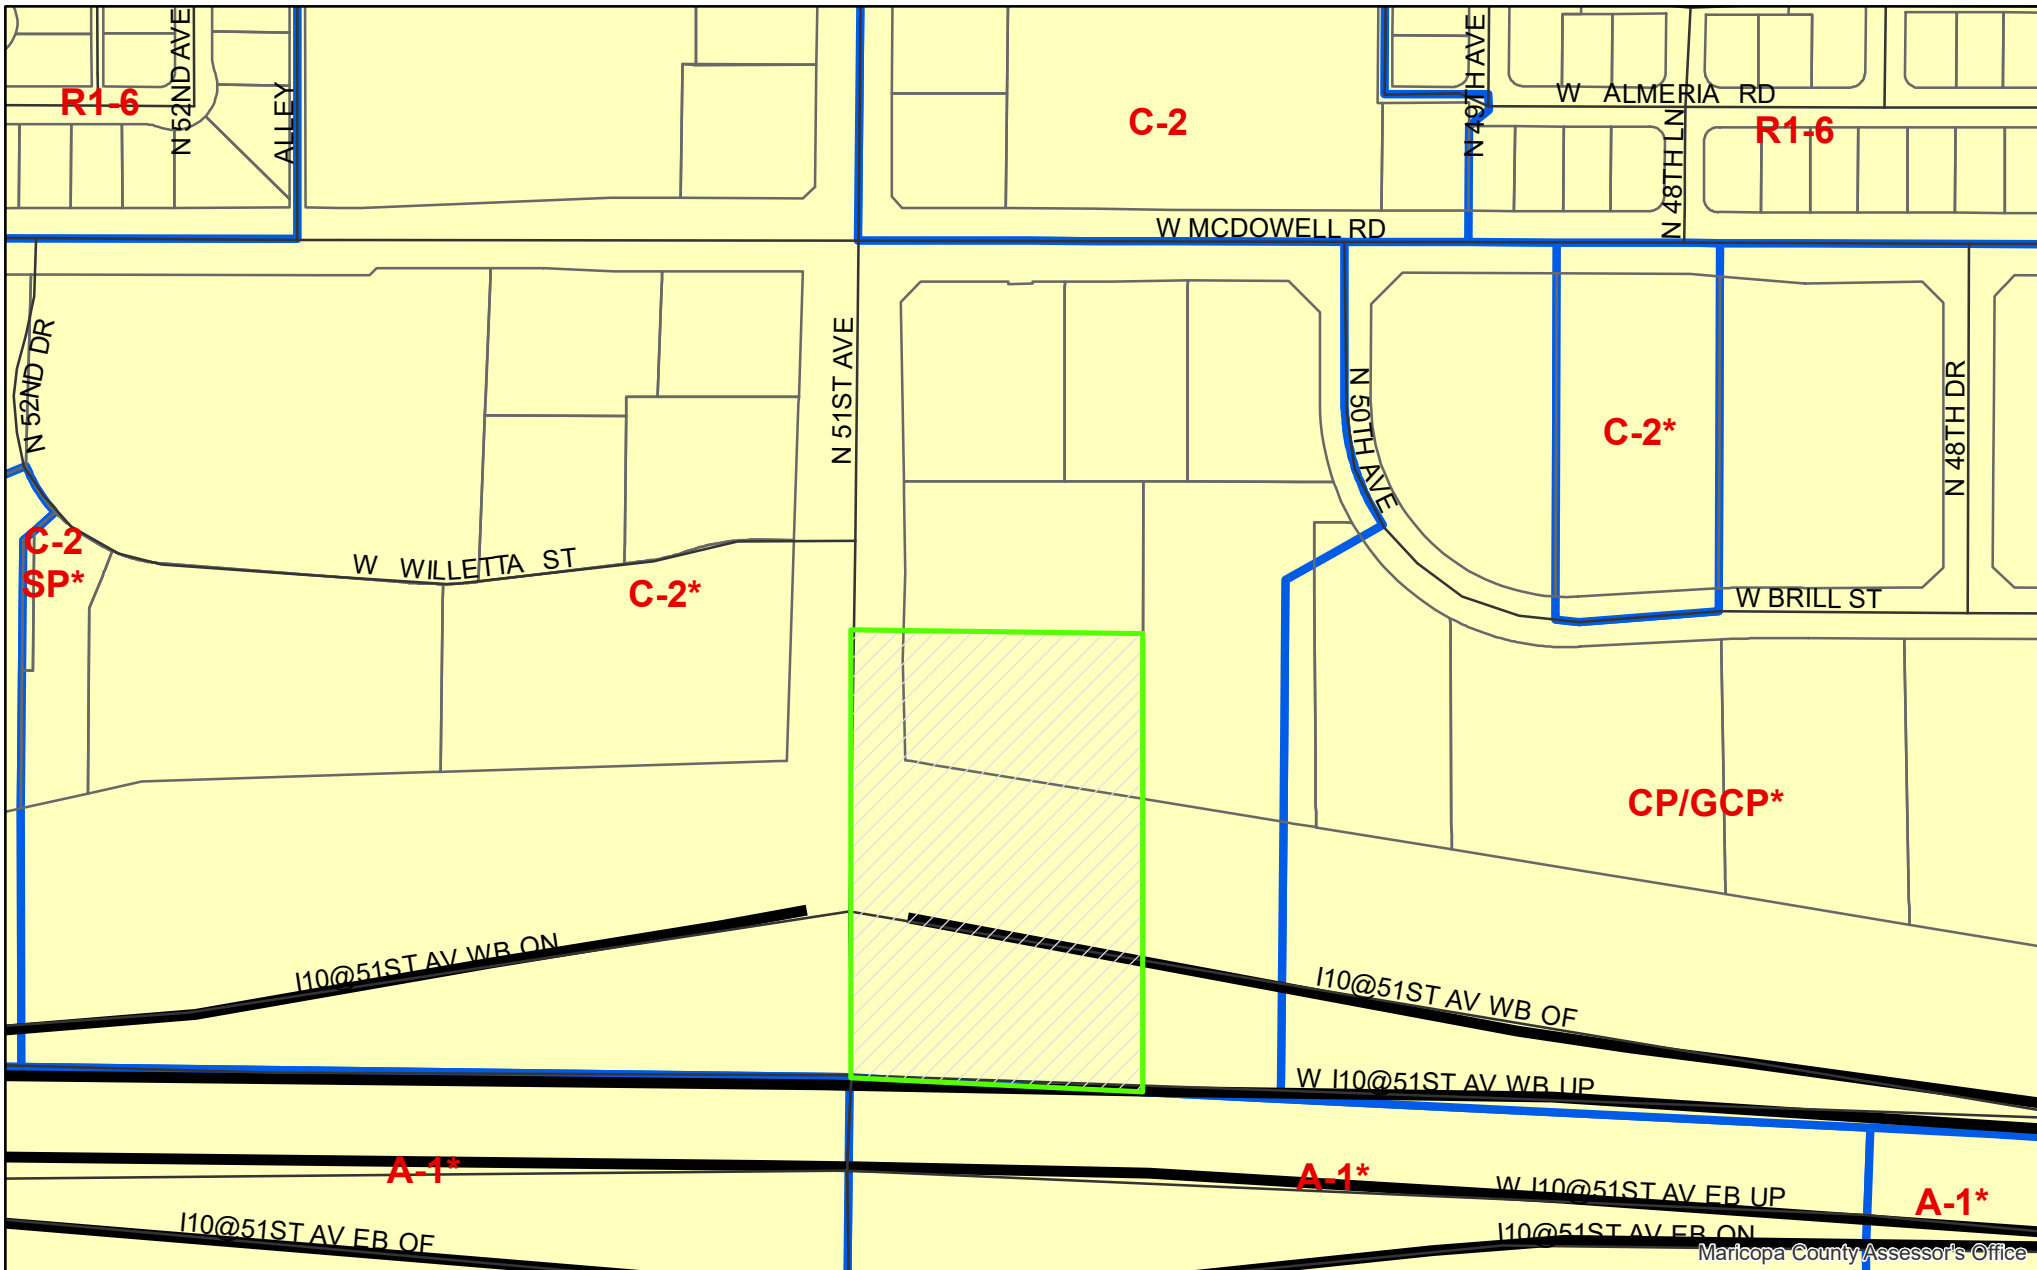 N 52ND AVE
R1-6
ALLEY
C-2
N 49TH AVE
W ALMERIA RD
R1-6
N 48TH LN
W MCDOWELL RD
N 52ND DR
N 51ST AVE
N 50TH AVE
C-2*
N 48TH DR
C-2
SP*
W WILLETTA ST
C-2*
W BRILL ST
CP/GCP*
I10@51ST AV WB ON
I10@51ST AV WB OF
W I10@51ST AV WB UP
A-1*
A-1*
W I10@51ST AV EB UP
A-1*
I10@51ST AV EB OF
I10@51ST AV EB ON
Maricopa County Assessor's Office